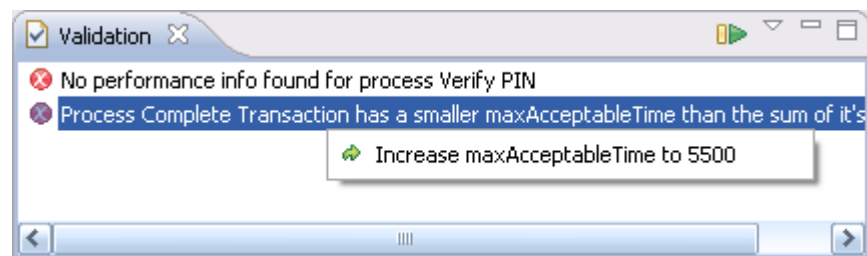 Validation
No performance info found for process Verify PIN
Process Complete Transaction has a smaller maxAcceptableTime than the sum of it's
Increase maxAcceptableTime to 5500